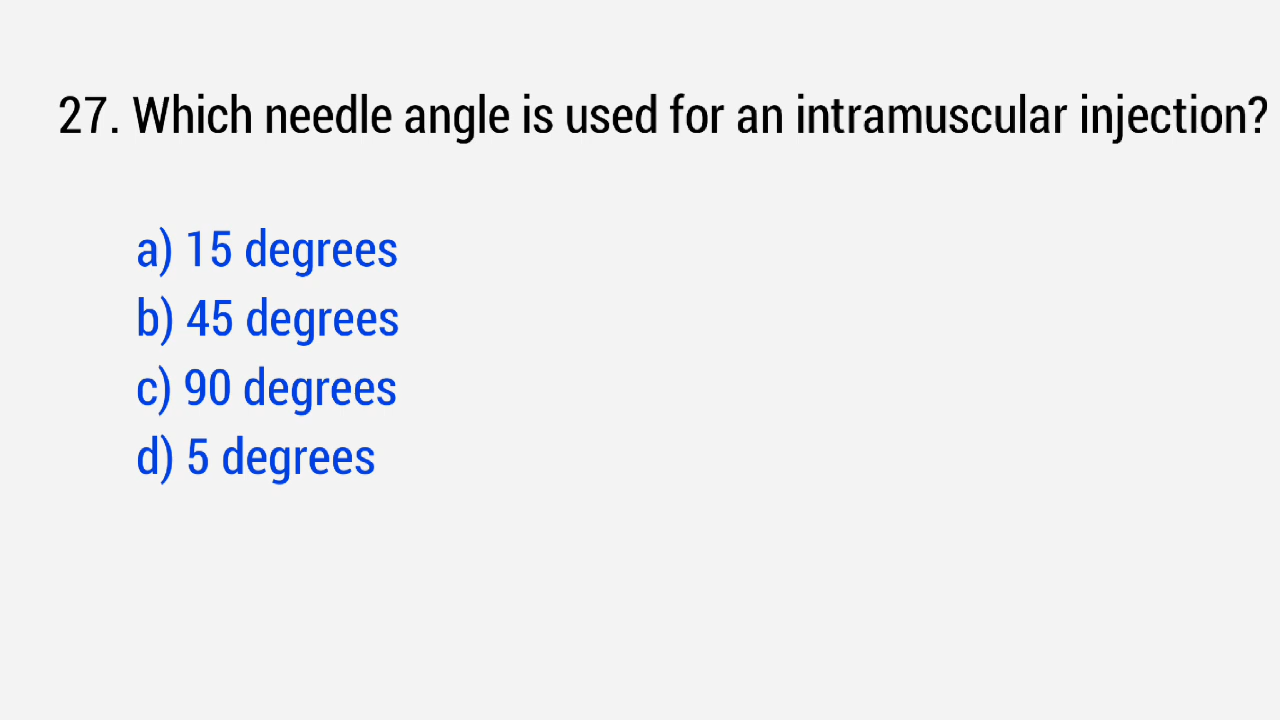 27. Which needle angle is used for an intramuscular injection?
a) 15 degrees
b) 45 degrees
c) 90 degrees
d) 5 degrees